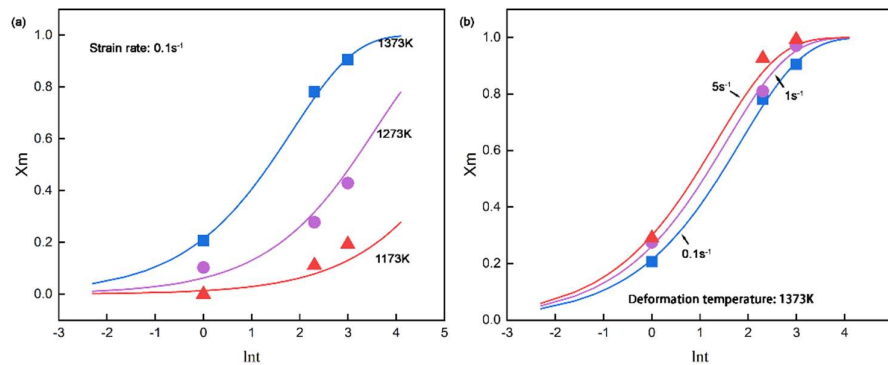 (a)
Strain rate: 0.1s⁻¹
1373K
1273K
1173K
Xm
1.0
0.8
0.6
0.4
0.2
0.0
-3 -2 -1 0 1 2 3 4 5
lnt
(b)
5s⁻¹
1s⁻¹
0.1s⁻¹
Deformation temperature: 1373K
Xm
1.0
0.8
0.6
0.4
0.2
0.0
-3 -2 -1 0 1 2 3 4
lnt